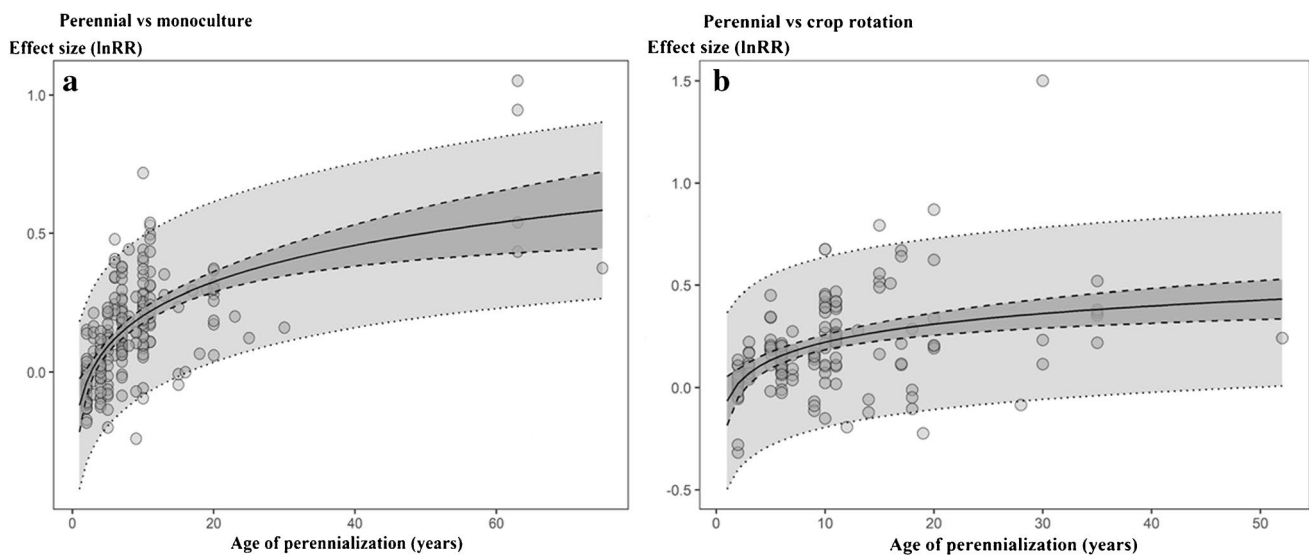 Perennial vs monoculture
Effect size (lnRR)
a
1.0
0.5
0.0
0
20
40
60
Age of perennialization (years)
Perennial vs crop rotation
Effect size (lnRR)
b
1.5
1.0
0.5
0.0
-0.5
0
10
20
30
40
50
Age of perennialization (years)